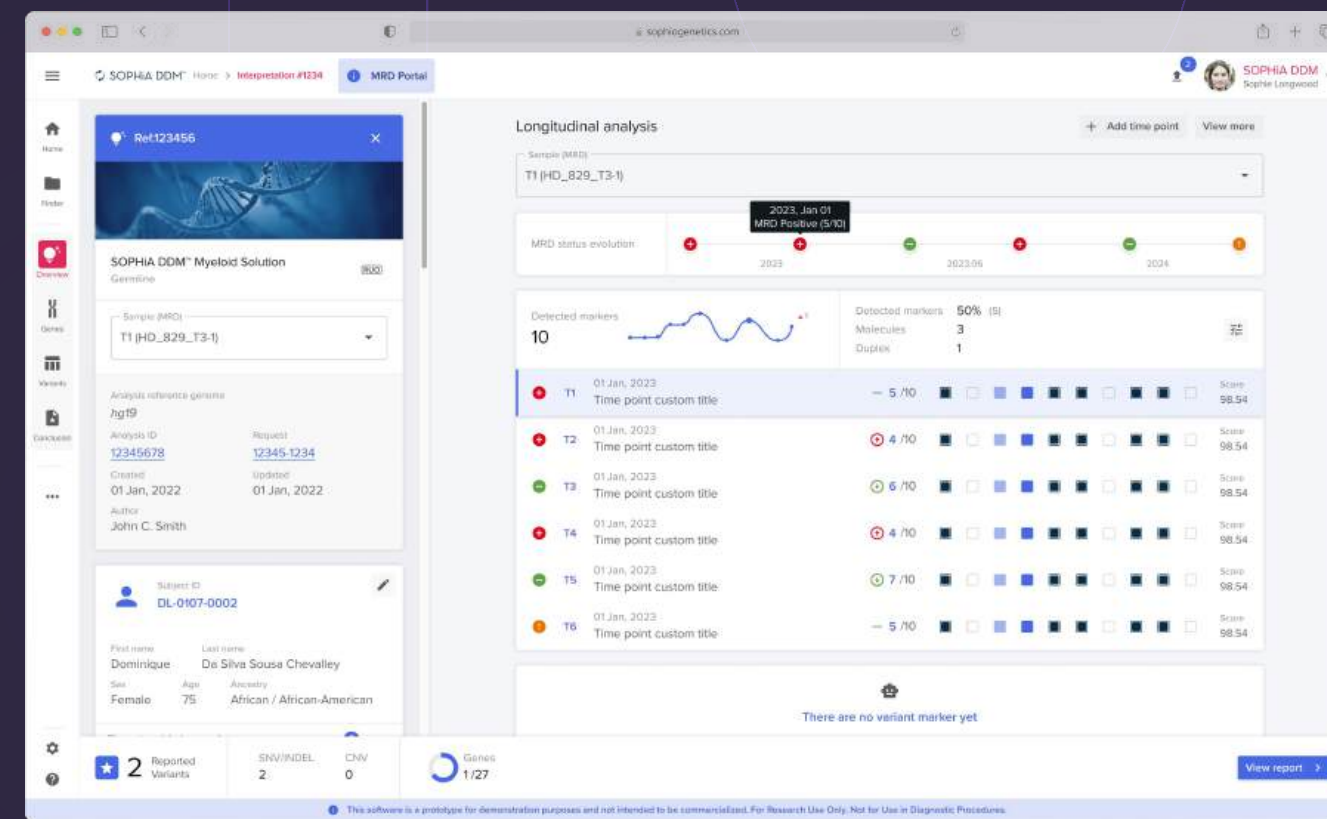 sophiagenetics.com
SOPHiA DDM™ Home > Interpretation #1234
MRD Portal
2
SOPHiA DDM
Sophie Longwood
Home
Finder
Overview
Genes
Variants
Conclusion
Ref:123456
SOPHiA DDM™ Myeloid Solution
RUO
Germline
Sample (MRD)
T1 (HD_829_T3-1)
Analysis reference genome
hg19
Analysis ID Request
12345678 12345-1234
Created Updated
01 Jan, 2022 01 Jan, 2022
Author
John C. Smith
Subject ID
DL-0107-0002
First name Last name
Dominique Da Silva Sousa Chevalley
Sex Age Ancestry
Female 75 African / African-American
Longitudinal analysis
+ Add time point View more
Sample (MRD)
T1 (HD_829_T3-1)
2023, Jan 01
MRD Positive (5/10)
MRD status evolution
2023 2023.06 2024
Detected markers
10
Detected markers 50% (5)
Molecules 3
Duplex 1
T1 01 Jan, 2023 Time point custom title — 5 /10 Score 98.54
T2 01 Jan, 2023 Time point custom title 4 /10 Score 98.54
T3 01 Jan, 2023 Time point custom title 6 /10 Score 98.54
T4 01 Jan, 2023 Time point custom title 4 /10 Score 98.54
T5 01 Jan, 2023 Time point custom title 7 /10 Score 98.54
T6 01 Jan, 2023 Time point custom title — 5 /10 Score 98.54
There are no variant marker yet
2 Reported Variants
SNV/INDEL CNV
2 0
Genes
1/27
View report >
This software is a prototype for demonstration purposes and not intended to be commercialized. For Research Use Only. Not for Use in Diagnostic Procedures.